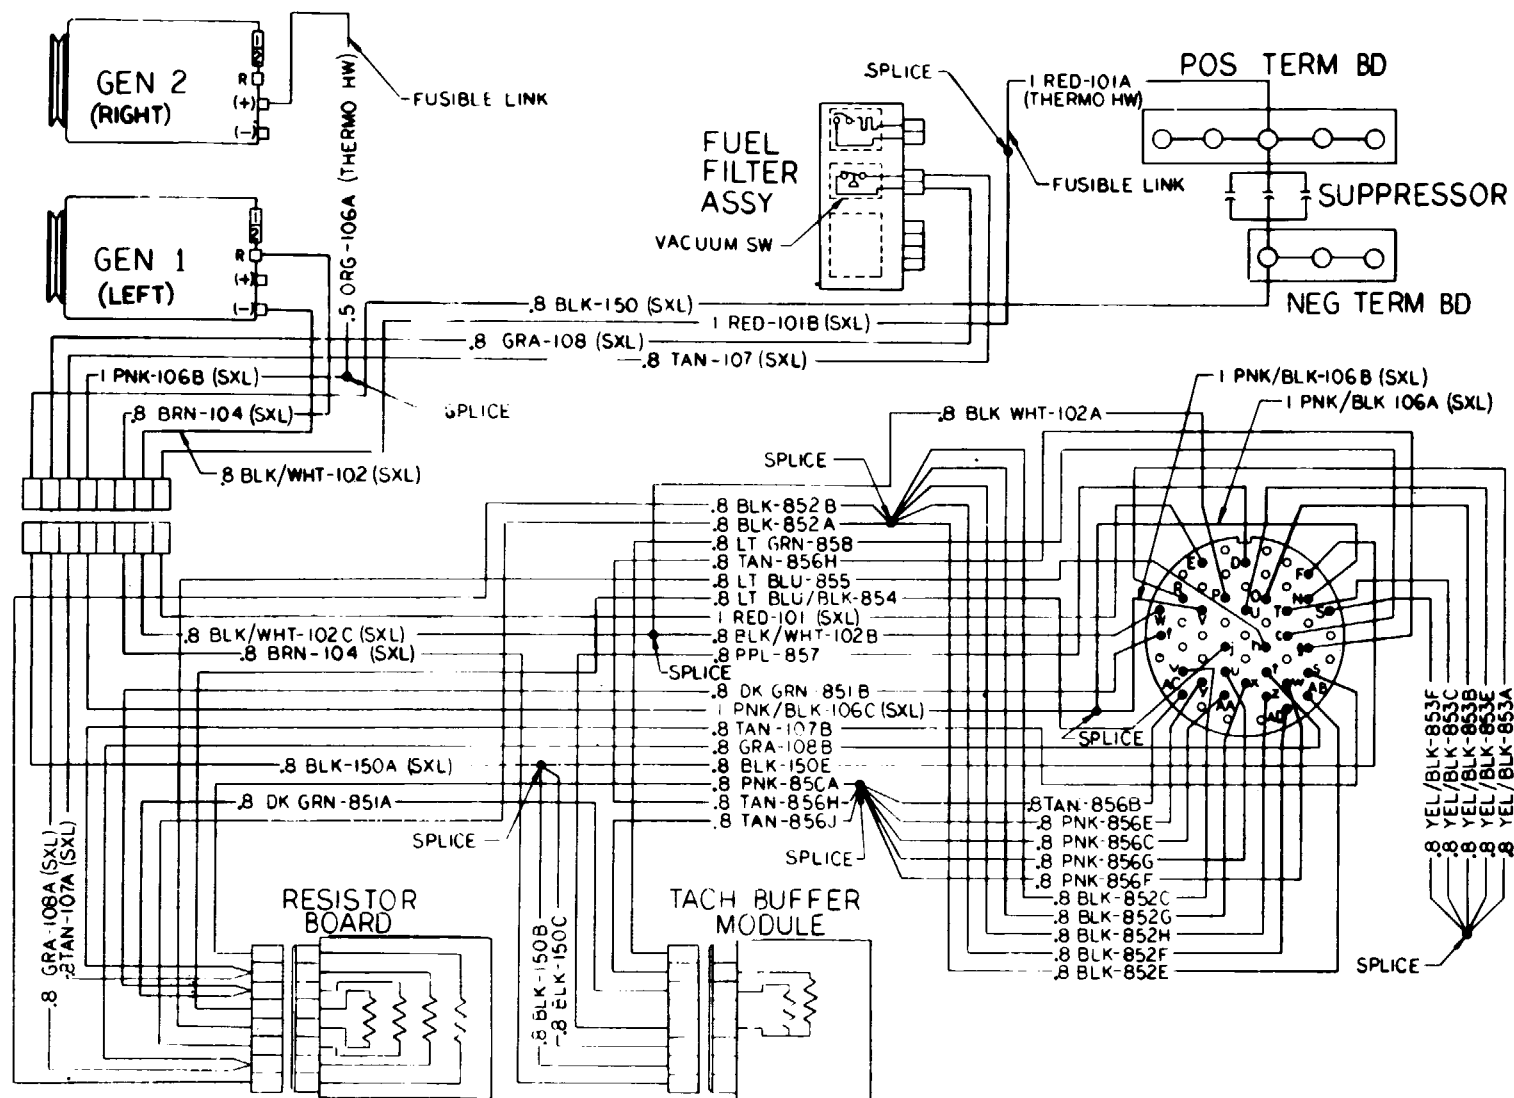 GEN 2
(RIGHT)
R
(+)
(-)
FUSIBLE LINK
.5 ORG-106A (THERMO HW)
GEN 1
(LEFT)
R
(+)
(-)
FUEL
FILTER
ASSY
VACUUM SW
SPLICE
1 RED-101A
(THERMO HW)
FUSIBLE LINK
POS TERM BD
SUPPRESSOR
NEG TERM BD
.8 BLK-150 (SXL)
1 RED-101B (SXL)
.8 GRA-108 (SXL)
.8 TAN-107 (SXL)
1 PNK-106B (SXL)
SPLICE
.8 BRN-104 (SXL)
.8 BLK/WHT-102 (SXL)
1 PNK/BLK-106B (SXL)
1 PNK/BLK 106A (SXL)
.8 BLK WHT-102A
SPLICE
.8 BLK-852B
.8 BLK-852A
.8 LT GRN-858
.8 TAN-856H
.8 LT BLU-855
.8 LT BLU/BLK-854
1 RED-101 (SXL)
.8 BLK/WHT-102C (SXL)
.8 BLK/WHT-102B
.8 BRN-104 (SXL)
.8 PPL-857
SPLICE
.8 DK GRN-851B
1 PNK/BLK-106C (SXL)
.8 TAN-107B
SPLICE
.8 GRA-108B
.8 BLK-150A (SXL)
.8 BLK-150E
.8 PNK-850A
.8 DK GRN-851A
.8 TAN-856H
.8 TAN-856J
SPLICE
SPLICE
.8 TAN-856B
.8 PNK-856E
.8 PNK-856C
.8 PNK-856G
.8 PNK-856F
.8 BLK-852C
.8 BLK-852G
.8 BLK-852H
.8 BLK-852F
.8 BLK-852E
E D F
R P O N
W V U T S
f j h c g
v u t s
AC y x w AB
AA z AD
.8 YEL/BLK-853F
.8 YEL/BLK-853C
.8 YEL/BLK-853B
.8 YEL/BLK-853E
.8 YEL/BLK-853A
SPLICE
.8 GRA-108A (SXL)
.8 TAN-107A (SXL)
RESISTOR
BOARD
.8 BLK-150B
.8 BLK-150C
TACH BUFFER
MODULE